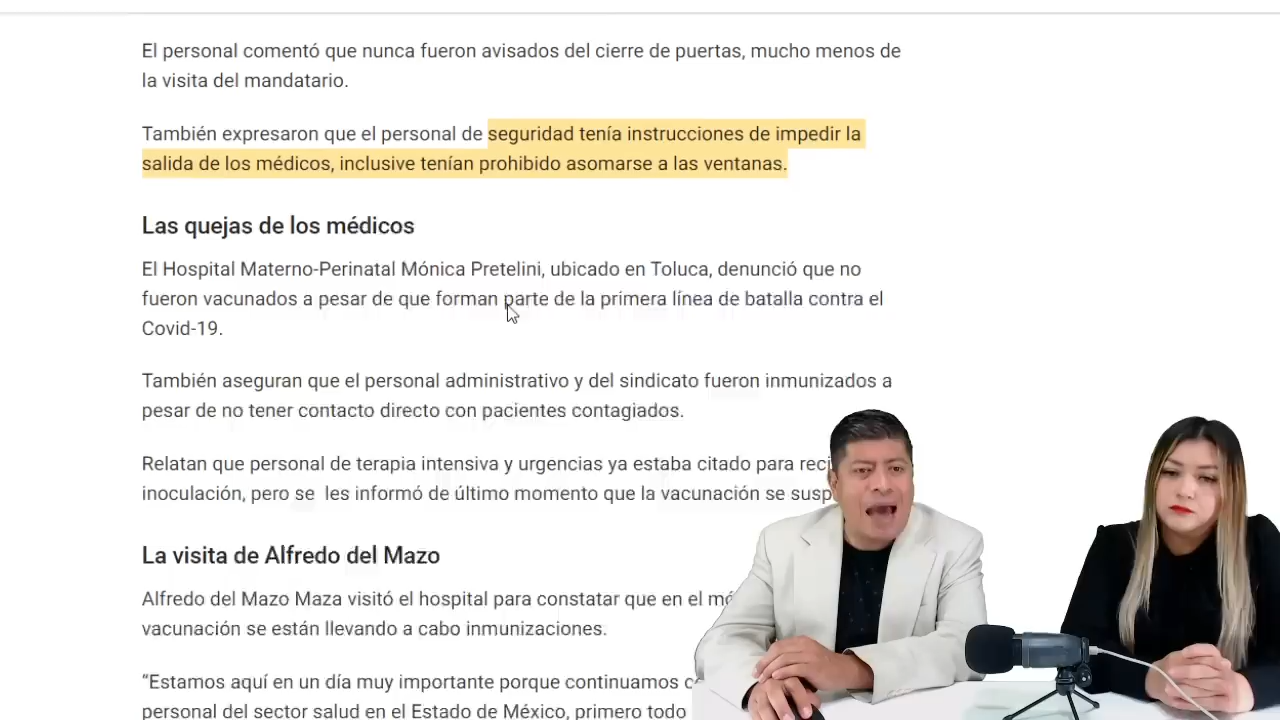 El personal comentó que nunca fueron avisados del cierre de puertas, mucho menos de
la visita del mandatario.
También expresaron que el personal de seguridad tenía instrucciones de impedir la
salida de los médicos, inclusive tenían prohibido asomarse a las ventanas.
Las quejas de los médicos
El Hospital Materno-Perinatal Mónica Pretelini, ubicado en Toluca, denunció que no
fueron vacunados a pesar de que forman parte de la primera línea de batalla contra el
Covid-19.
También aseguran que el personal administrativo y del sindicato fueron inmunizados a
pesar de no tener contacto directo con pacientes contagiados.
Relatan que personal de terapia intensiva y urgencias ya estaba citado para
inoculación, pero se les informó de último momento que la vacunación se
La visita de Alfredo del Mazo
Alfredo del Mazo Maza visitó el hospital para constatar que en el
vacunación se están llevando a cabo inmunizaciones.
“Estamos aquí en un día muy importante porque continuamos
personal del sector salud en el Estado de México, primero todo